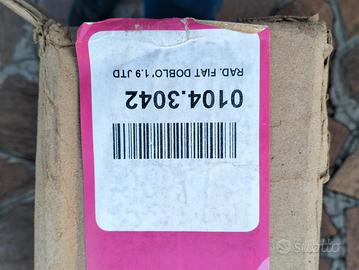 0104.3042
RAD. FIAT DOBLO' 1.9 JTD
subito